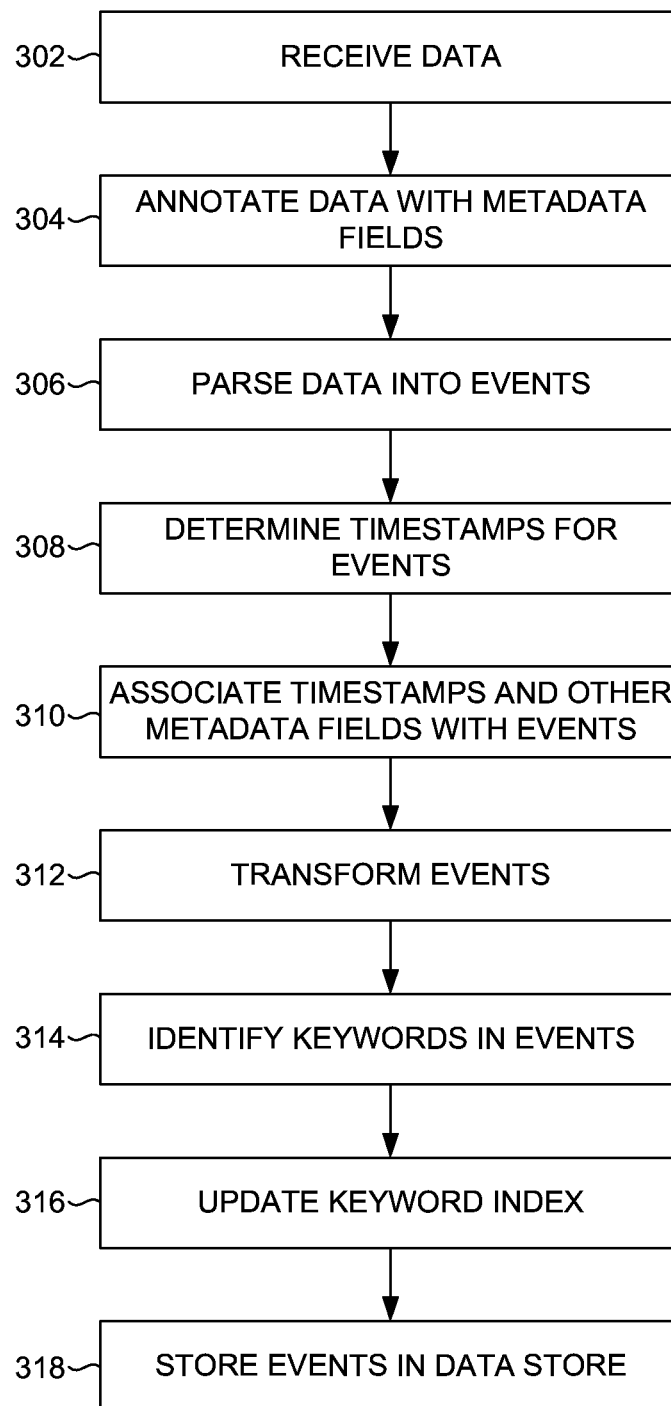 302
RECEIVE DATA
304
ANNOTATE DATA WITH METADATA
FIELDS
306
PARSE DATA INTO EVENTS
308
DETERMINE TIMESTAMPS FOR
EVENTS
310
ASSOCIATE TIMESTAMPS AND OTHER
METADATA FIELDS WITH EVENTS
312
TRANSFORM EVENTS
314
IDENTIFY KEYWORDS IN EVENTS
316
UPDATE KEYWORD INDEX
318
STORE EVENTS IN DATA STORE